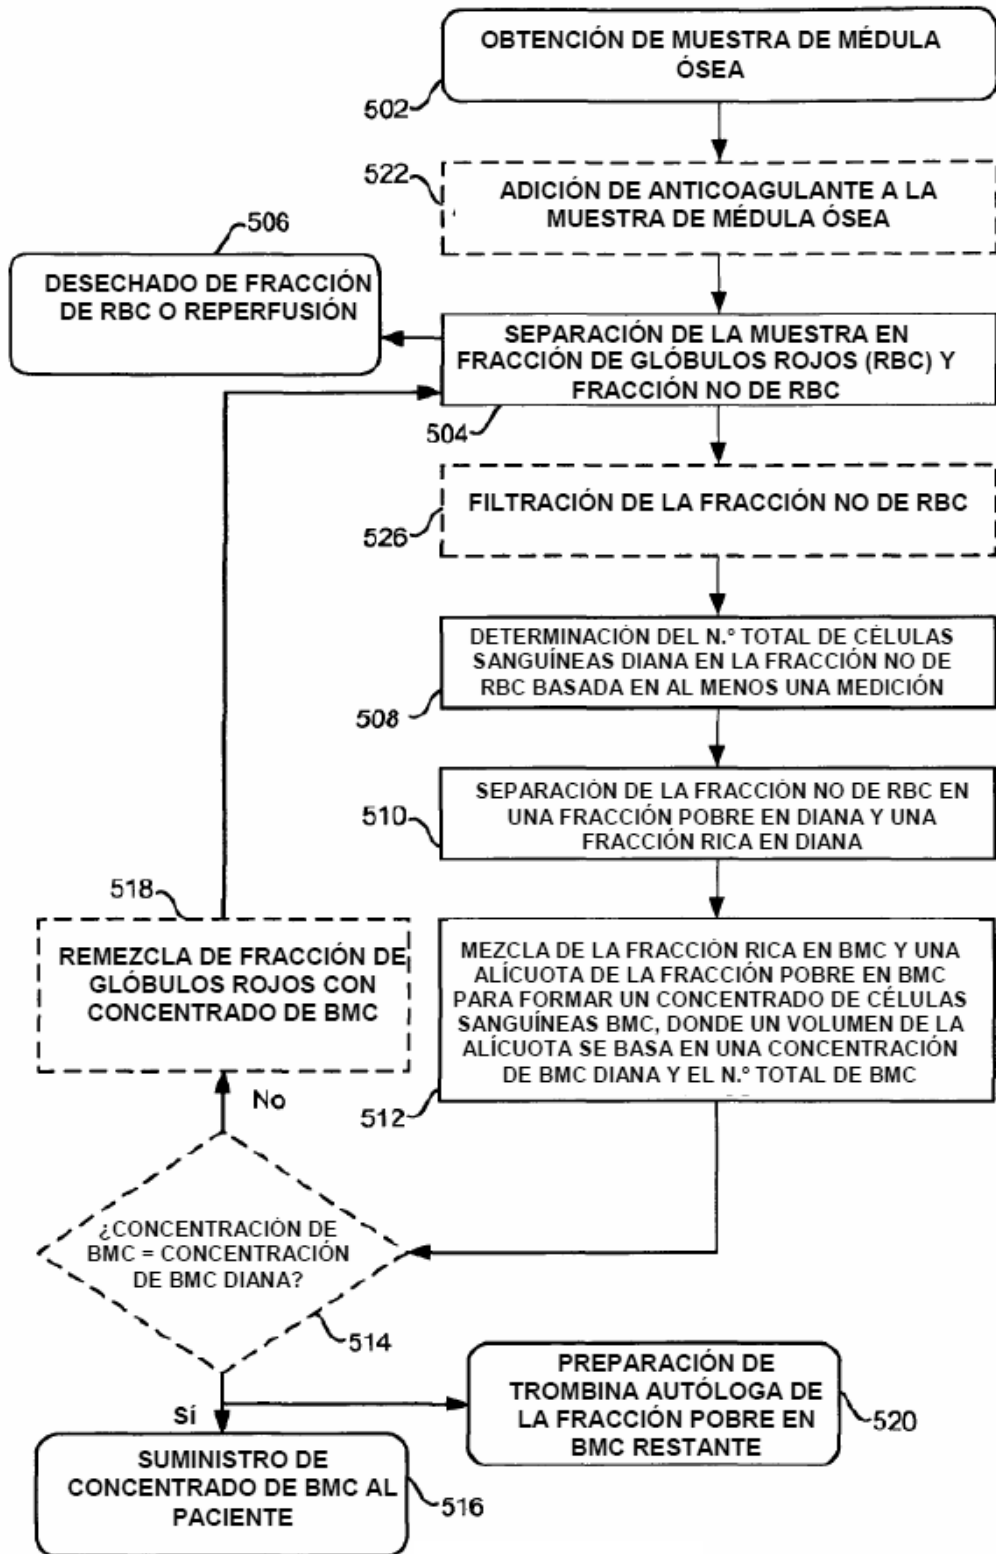 OBTENCIÓN DE MUESTRA DE MÉDULA
ÓSEA
502
522
ADICIÓN DE ANTICOAGULANTE A LA
MUESTRA DE MÉDULA ÓSEA
506
DESECHADO DE FRACCIÓN
DE RBC O REPERFUSIÓN
SEPARACIÓN DE LA MUESTRA EN
FRACCIÓN DE GLÓBULOS ROJOS (RBC) Y
FRACCIÓN NO DE RBC
504
FILTRACIÓN DE LA FRACCIÓN NO DE RBC
526
DETERMINACIÓN DEL N.º TOTAL DE CÉLULAS
SANGUÍNEAS DIANA EN LA FRACCIÓN NO DE
RBC BASADA EN AL MENOS UNA MEDICIÓN
508
SEPARACIÓN DE LA FRACCIÓN NO DE RBC EN
UNA FRACCIÓN POBRE EN DIANA Y UNA
FRACCIÓN RICA EN DIANA
510
518
REMEZCLA DE FRACCIÓN DE
GLÓBULOS ROJOS CON
CONCENTRADO DE BMC
MEZCLA DE LA FRACCIÓN RICA EN BMC Y UNA
ALÍCUOTA DE LA FRACCIÓN POBRE EN BMC
PARA FORMAR UN CONCENTRADO DE CÉLULAS
SANGUÍNEAS BMC, DONDE UN VOLUMEN DE LA
ALÍCUOTA SE BASA EN UNA CONCENTRACIÓN
DE BMC DIANA Y EL N.º TOTAL DE BMC
512
No
¿CONCENTRACIÓN DE
BMC = CONCENTRACIÓN
DE BMC DIANA?
514
Sí
PREPARACIÓN DE
TROMBINA AUTÓLOGA DE
LA FRACCIÓN POBRE EN
BMC RESTANTE
520
SUMINISTRO DE
CONCENTRADO DE BMC AL
PACIENTE
516